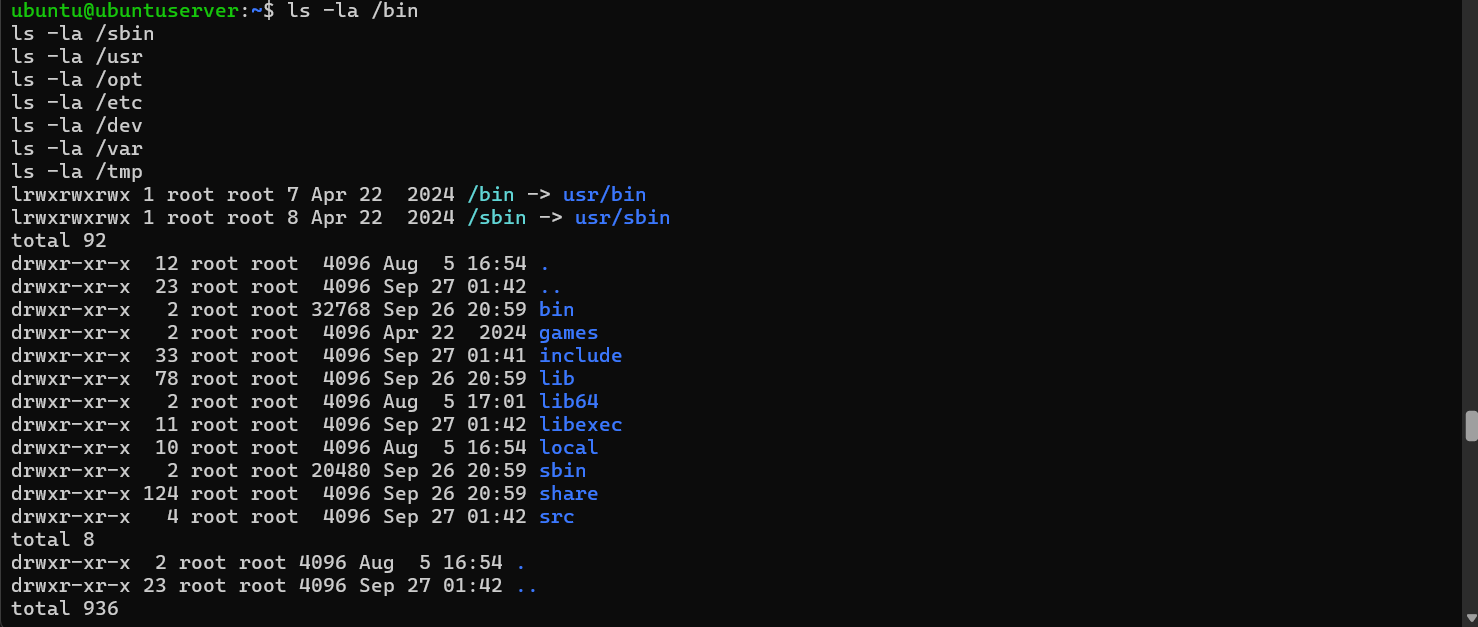 ubuntu@ubuntuserver:~$ ls -la /bin
ls -la /sbin
ls -la /usr
ls -la /opt
ls -la /etc
ls -la /dev
ls -la /var
ls -la /tmp
lrwxrwxrwx 1 root root 7 Apr 22  2024 /bin -> usr/bin
lrwxrwxrwx 1 root root 8 Apr 22  2024 /sbin -> usr/sbin
total 92
drwxr-xr-x  12 root root  4096 Aug  5 16:54 .
drwxr-xr-x  23 root root  4096 Sep 27 01:42 ..
drwxr-xr-x   2 root root 32768 Sep 26 20:59 bin
drwxr-xr-x   2 root root  4096 Apr 22  2024 games
drwxr-xr-x  33 root root  4096 Sep 27 01:41 include
drwxr-xr-x  78 root root  4096 Sep 26 20:59 lib
drwxr-xr-x   2 root root  4096 Aug  5 17:01 lib64
drwxr-xr-x  11 root root  4096 Sep 27 01:42 libexec
drwxr-xr-x  10 root root  4096 Aug  5 16:54 local
drwxr-xr-x   2 root root 20480 Sep 26 20:59 sbin
drwxr-xr-x 124 root root  4096 Sep 26 20:59 share
drwxr-xr-x   4 root root  4096 Sep 27 01:42 src
total 8
drwxr-xr-x  2 root root 4096 Aug  5 16:54 .
drwxr-xr-x 23 root root 4096 Sep 27 01:42 ..
total 936